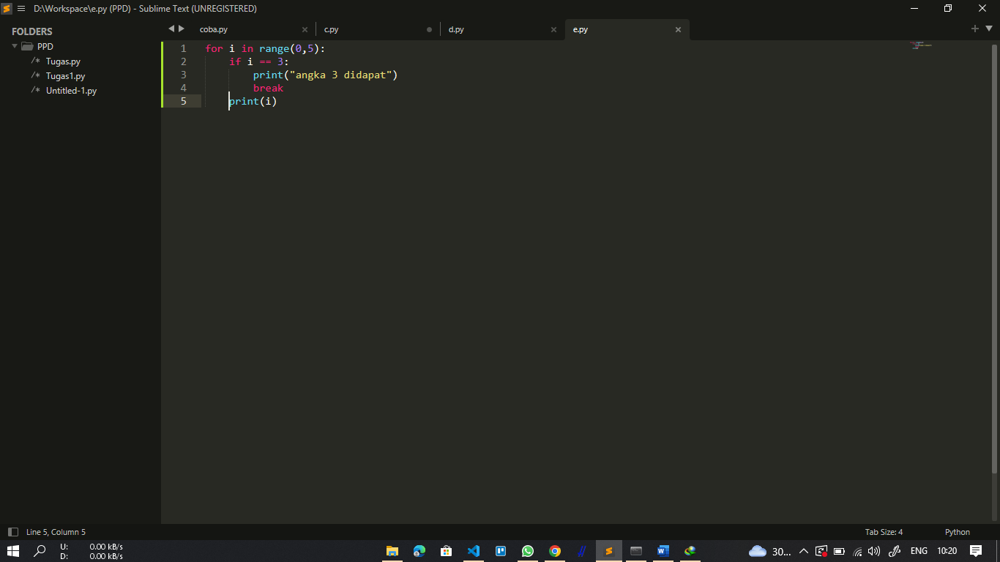 D:\Workspace\e.py (PPD) - Sublime Text (UNREGISTERED)
FOLDERS
PPD
/* Tugas.py
/* Tugas1.py
/* Untitled-1.py
coba.py
c.py
d.py
e.py
1 for i in range(0,5):
2     if i == 3:
3         print("angka 3 didapat")
4         break
5     print(i)
Line 5, Column 5
Tab Size: 4
Python
U: 0.00 kB/s
D: 0.00 kB/s
30...
ENG
10:20